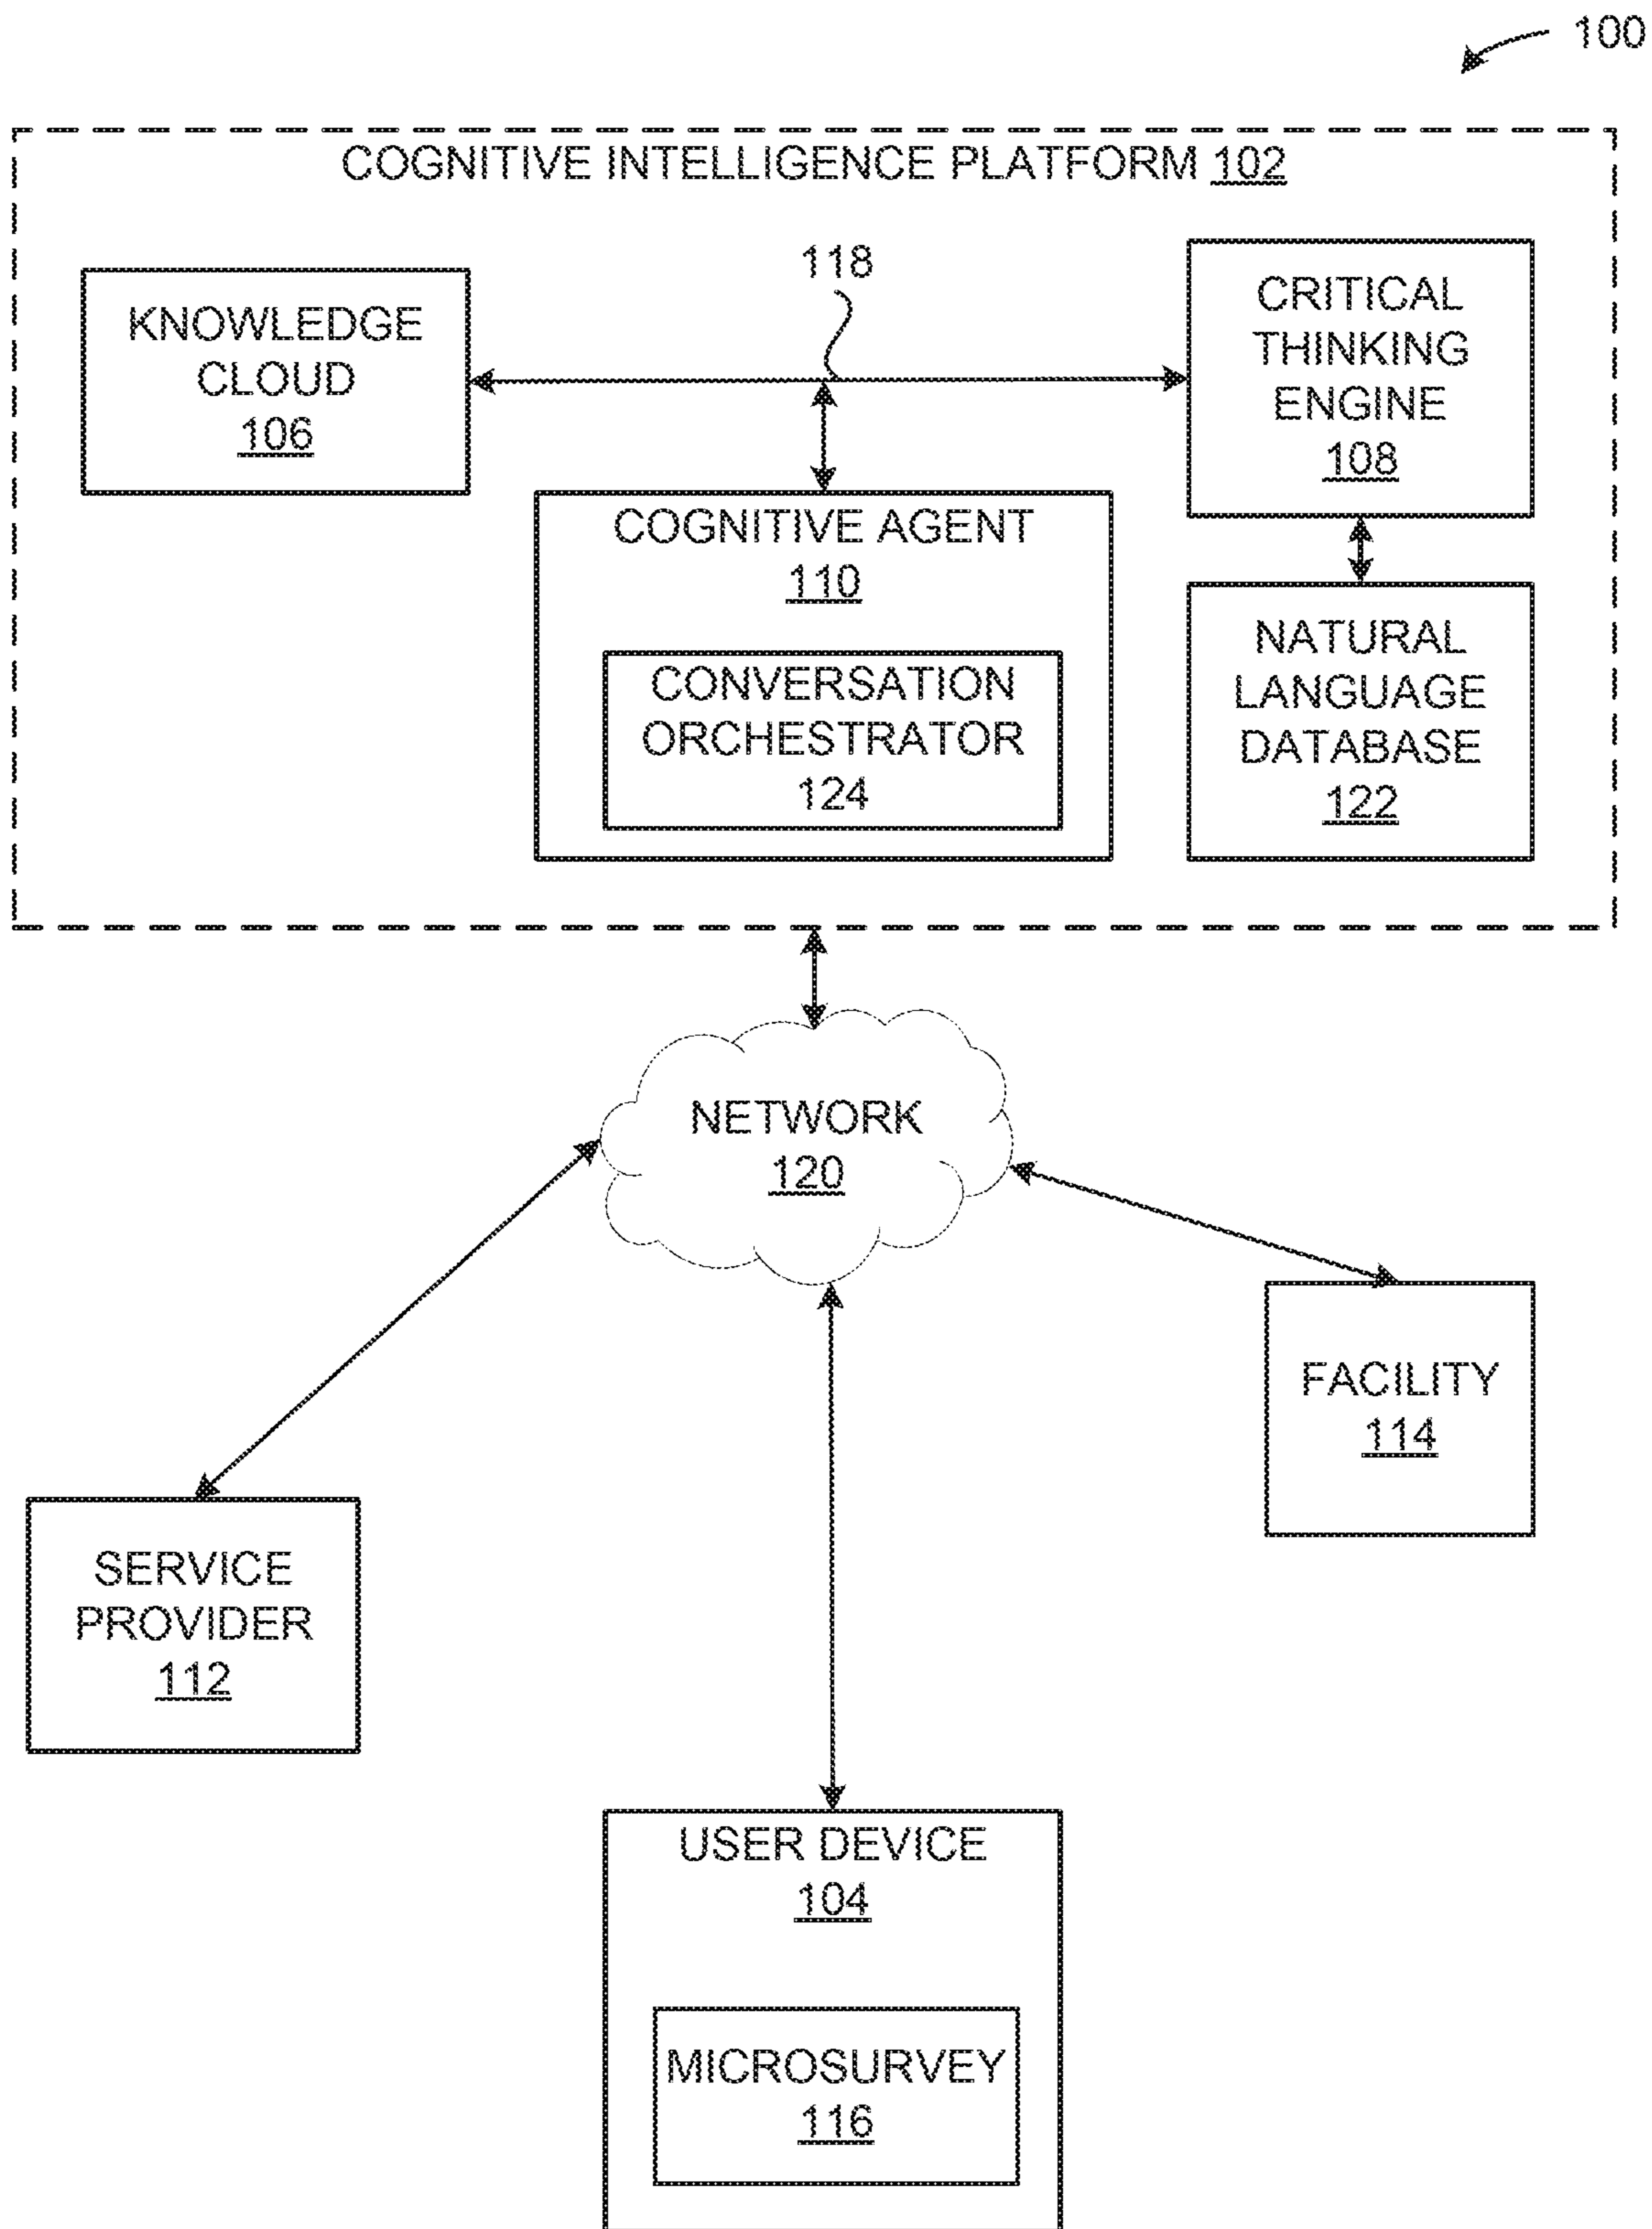 100
COGNITIVE INTELLIGENCE PLATFORM 102
118
KNOWLEDGE
CLOUD
106
CRITICAL
THINKING
ENGINE
108
COGNITIVE AGENT
110
CONVERSATION
ORCHESTRATOR
124
NATURAL
LANGUAGE
DATABASE
122
NETWORK
120
FACILITY
114
SERVICE
PROVIDER
112
USER DEVICE
104
MICROSURVEY
116